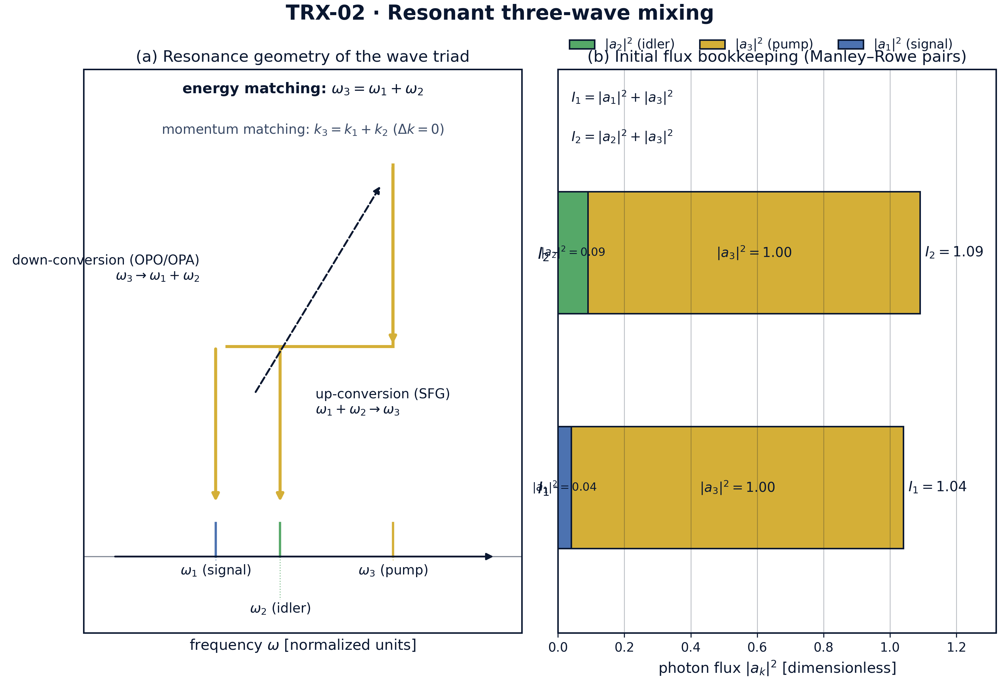 TRX-02 · Resonant three-wave mixing
(a) Resonance geometry of the wave triad
energy matching: ω₃ = ω₁ + ω₂
momentum matching: k₃ = k₁ + k₂ (Δk = 0)
down-conversion (OPO/OPA)
ω₃ → ω₁ + ω₂
up-conversion (SFG)
ω₁ + ω₂ → ω₃
ω₁ (signal)
ω₃ (pump)
ω₂ (idler)
frequency ω [normalized units]
|a₂|² (idler)
|a₃|² (pump)
|a₁|² (signal)
(b) Initial flux bookkeeping (Manley–Rowe pairs)
I₁ = |a₁|² + |a₃|²
I₂ = |a₂|² + |a₃|²
I₂
|a₂|² = 0.09
|a₃|² = 1.00
I₂ = 1.09
I₁
|a₁|² = 0.04
|a₃|² = 1.00
I₁ = 1.04
0.0 0.2 0.4 0.6 0.8 1.0 1.2
photon flux |aₖ|² [dimensionless]